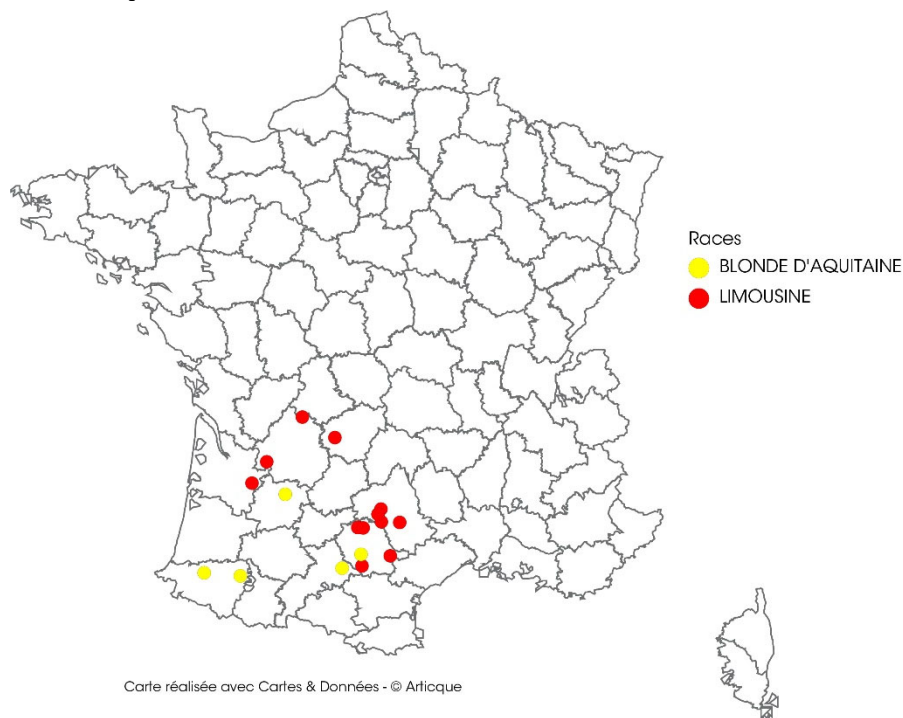 Races
BLONDE D'AQUITAINE
LIMOUSINE
Carte réalisée avec Cartes & Données - © Articque